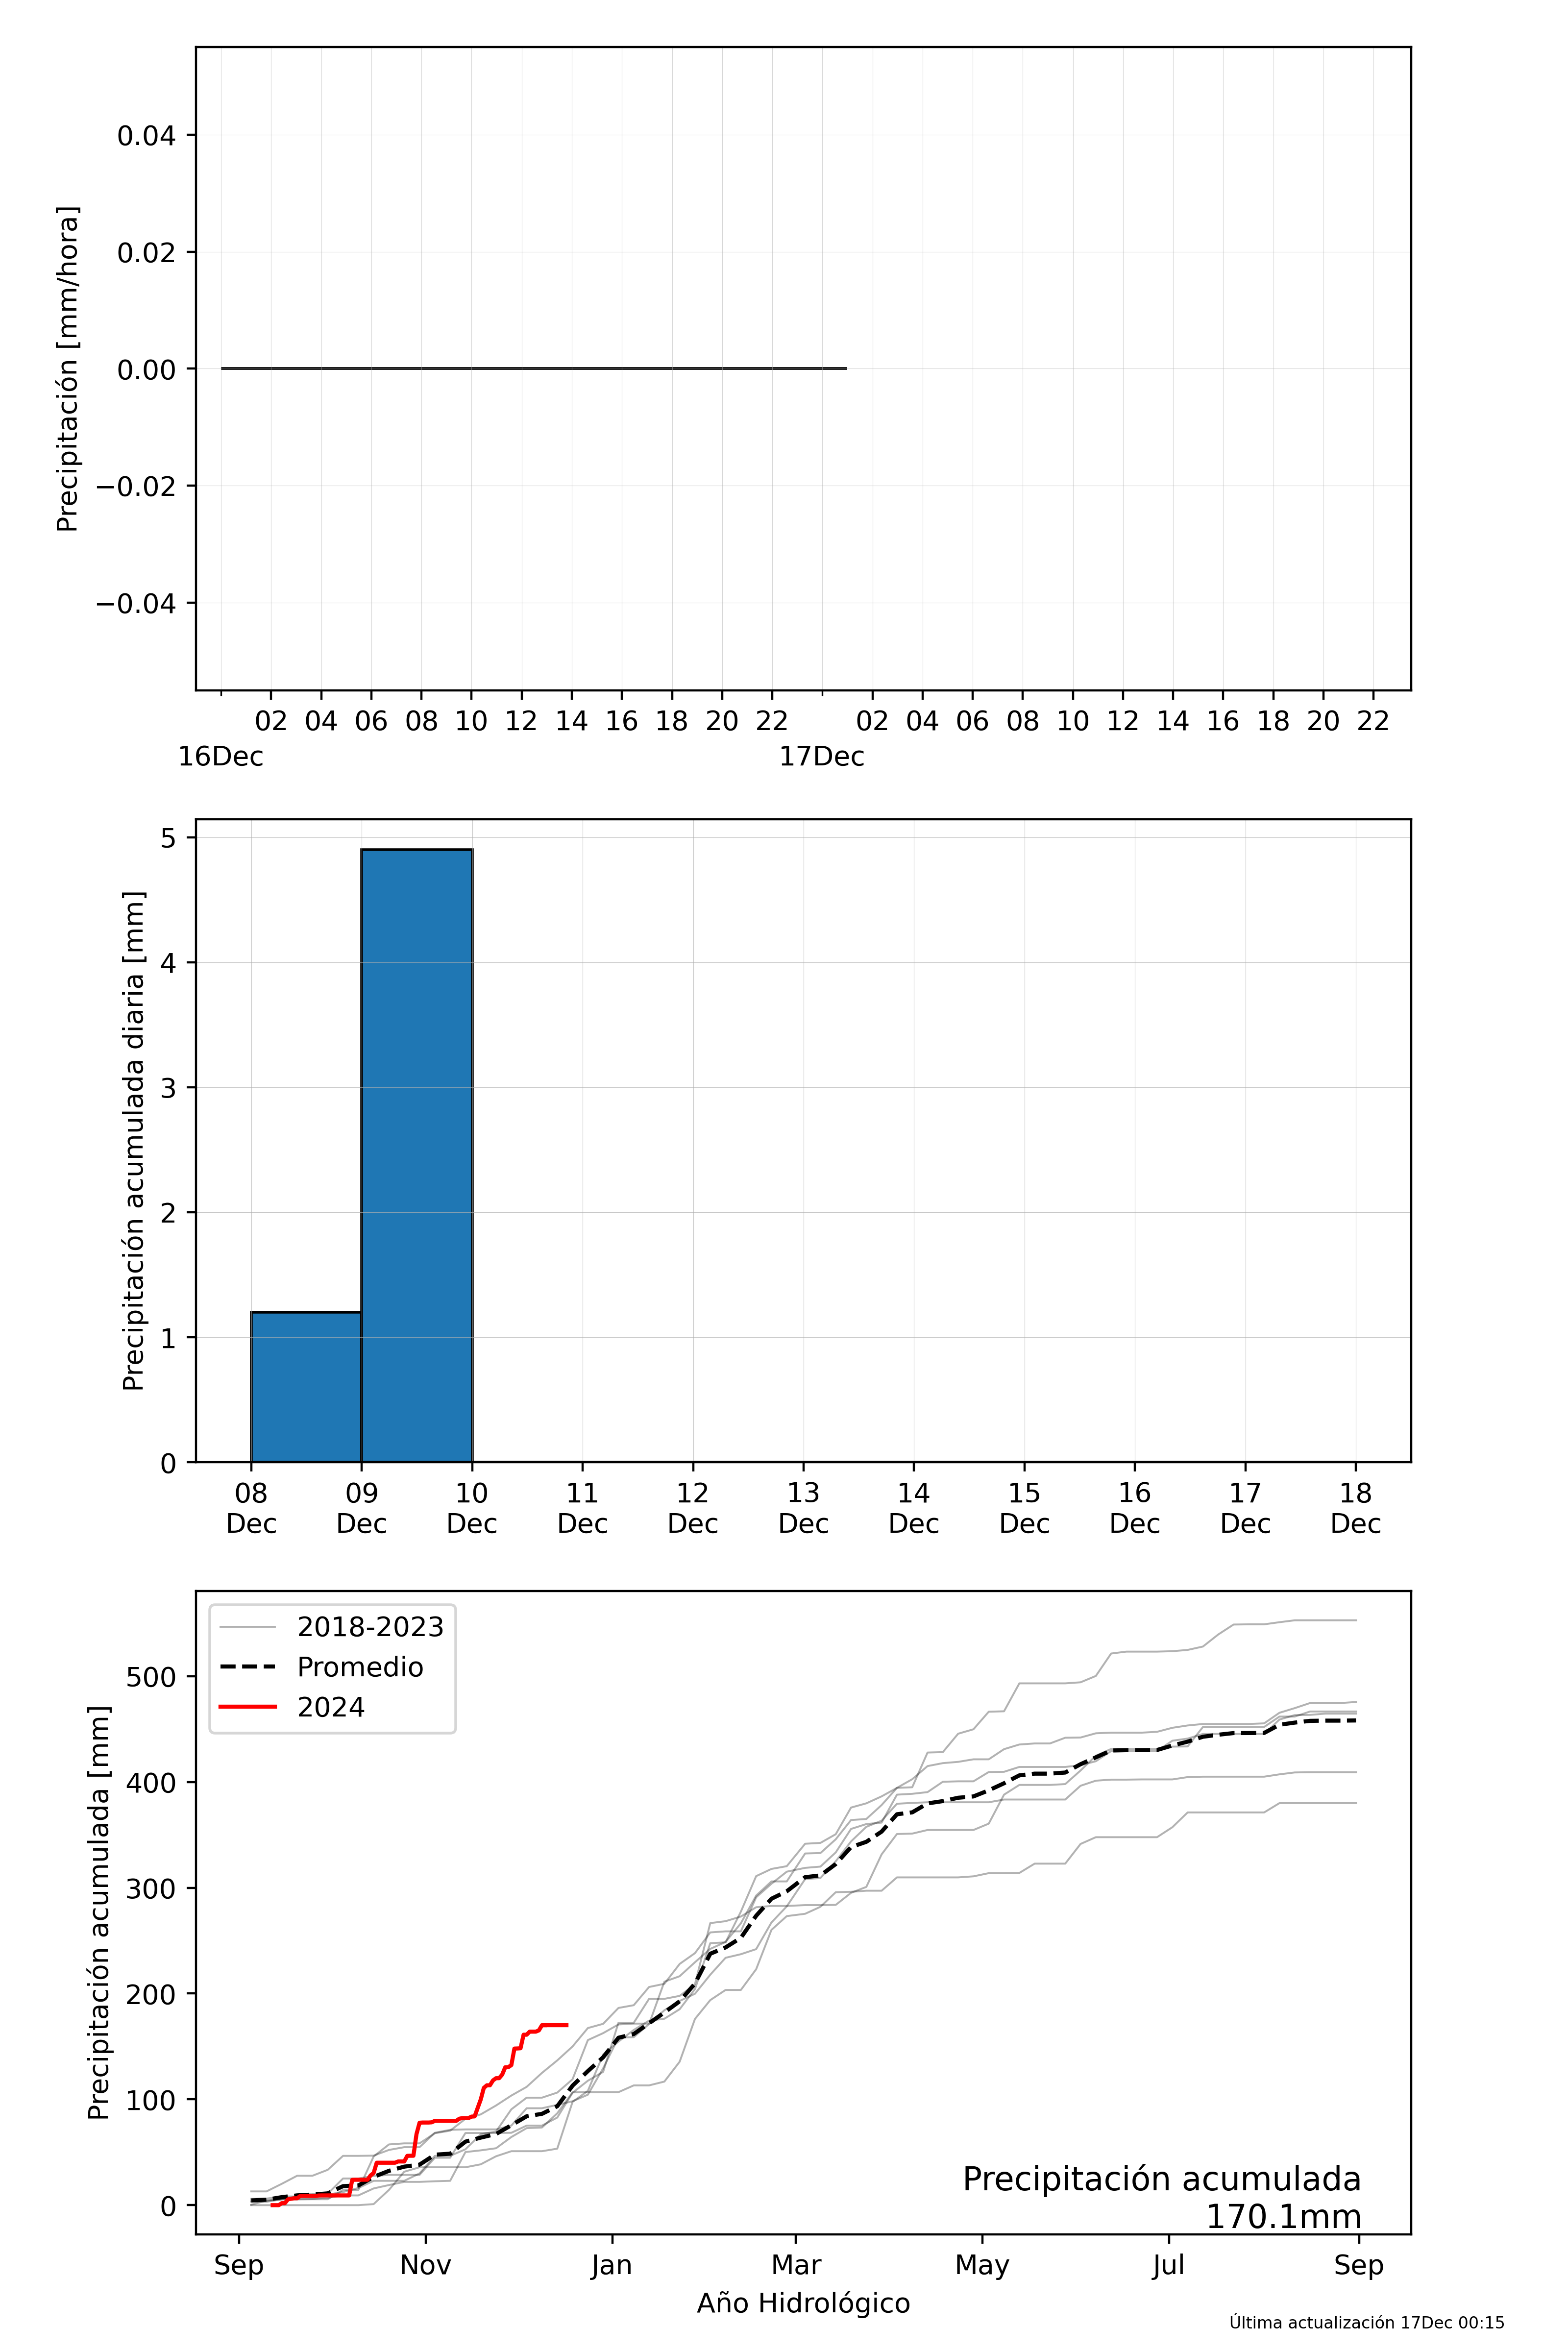 Precipitación [mm/hora]
0.04
0.02
0.00
−0.02
−0.04
02 04 06 08 10 12 14 16 18 20 22 02 04 06 08 10 12 14 16 18 20 22
16Dec 17Dec
Precipitación acumulada diaria [mm]
5
4
3
2
1
0
08 09 10 11 12 13 14 15 16 17 18
Dec Dec Dec Dec Dec Dec Dec Dec Dec Dec Dec
Precipitación acumulada [mm]
2018-2023
Promedio
2024
500
400
300
200
100
0
Precipitación acumulada
170.1mm
Sep Nov Jan Mar May Jul Sep
Año Hidrológico
Última actualización 17Dec 00:15